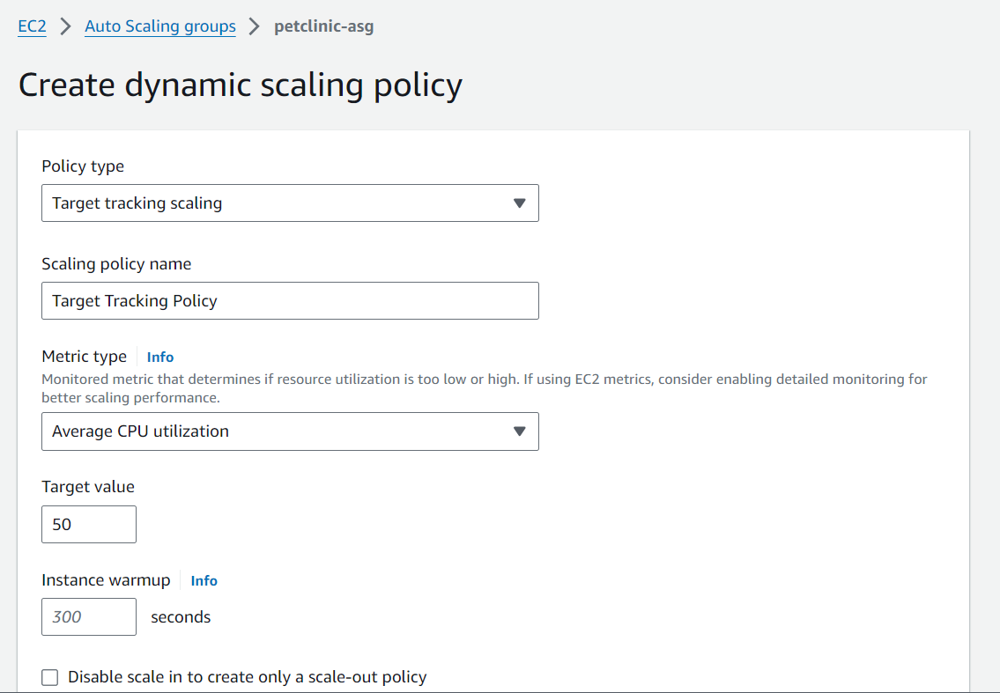 EC2 > Auto Scaling groups > petclinic-asg
Create dynamic scaling policy
Policy type
Target tracking scaling
Scaling policy name
Target Tracking Policy
Metric type Info
Monitored metric that determines if resource utilization is too low or high. If using EC2 metrics, consider enabling detailed monitoring for
better scaling performance.
Average CPU utilization
Target value
50
Instance warmup Info
300 seconds
Disable scale in to create only a scale-out policy